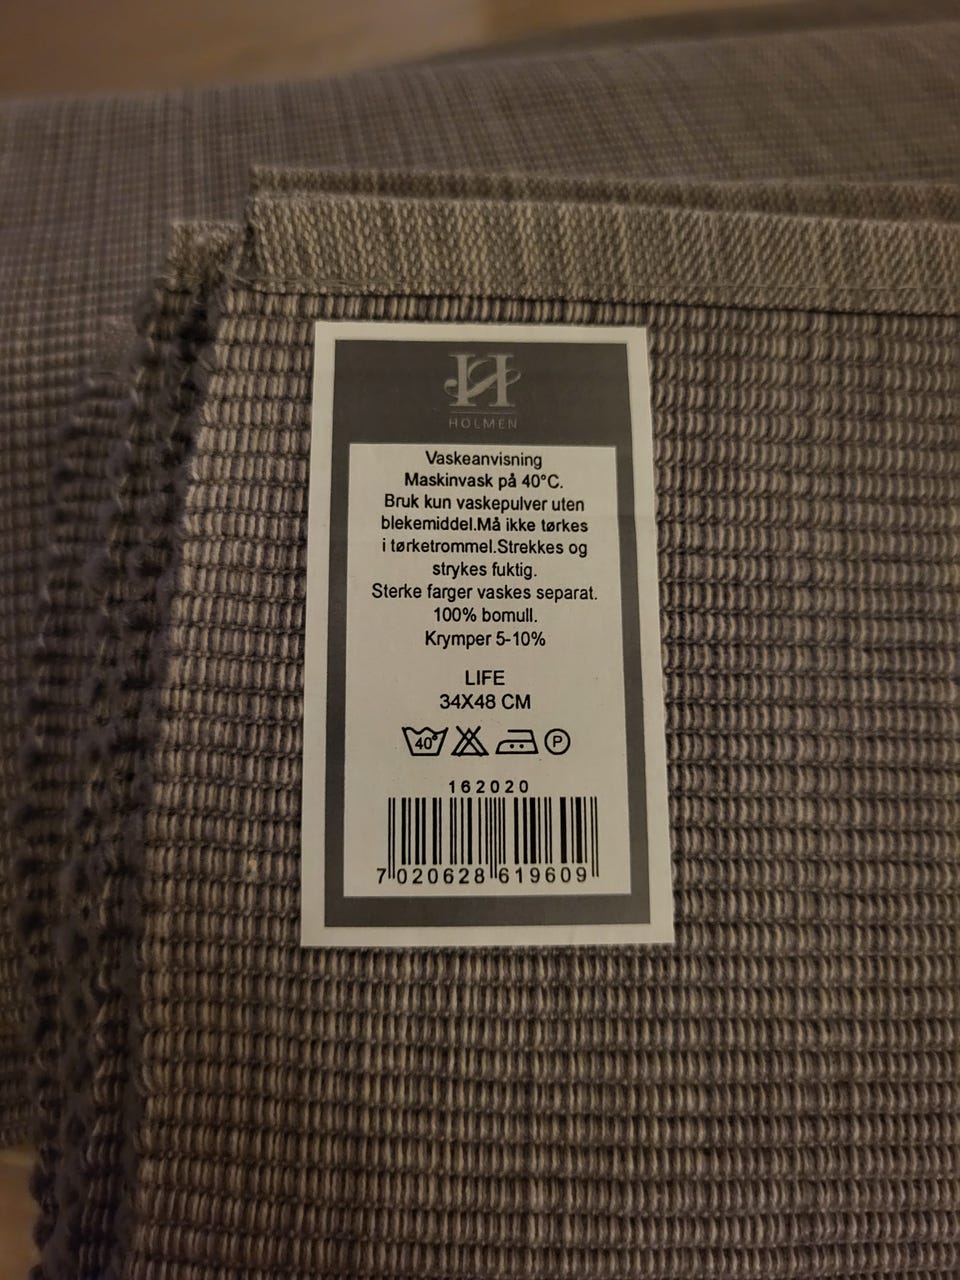 H
HOLMEN
Vaskeanvisning
Maskinvask på 40°C.
Bruk kun vaskepulver uten
blekemiddel.Må ikke tørkes
i tørketrommel.Strekkes og
strykes fuktig.
Sterke farger vaskes separat.
100% bomull.
Krymper 5-10%
LIFE
34X48 CM
40° P
162020
7 020628 619609